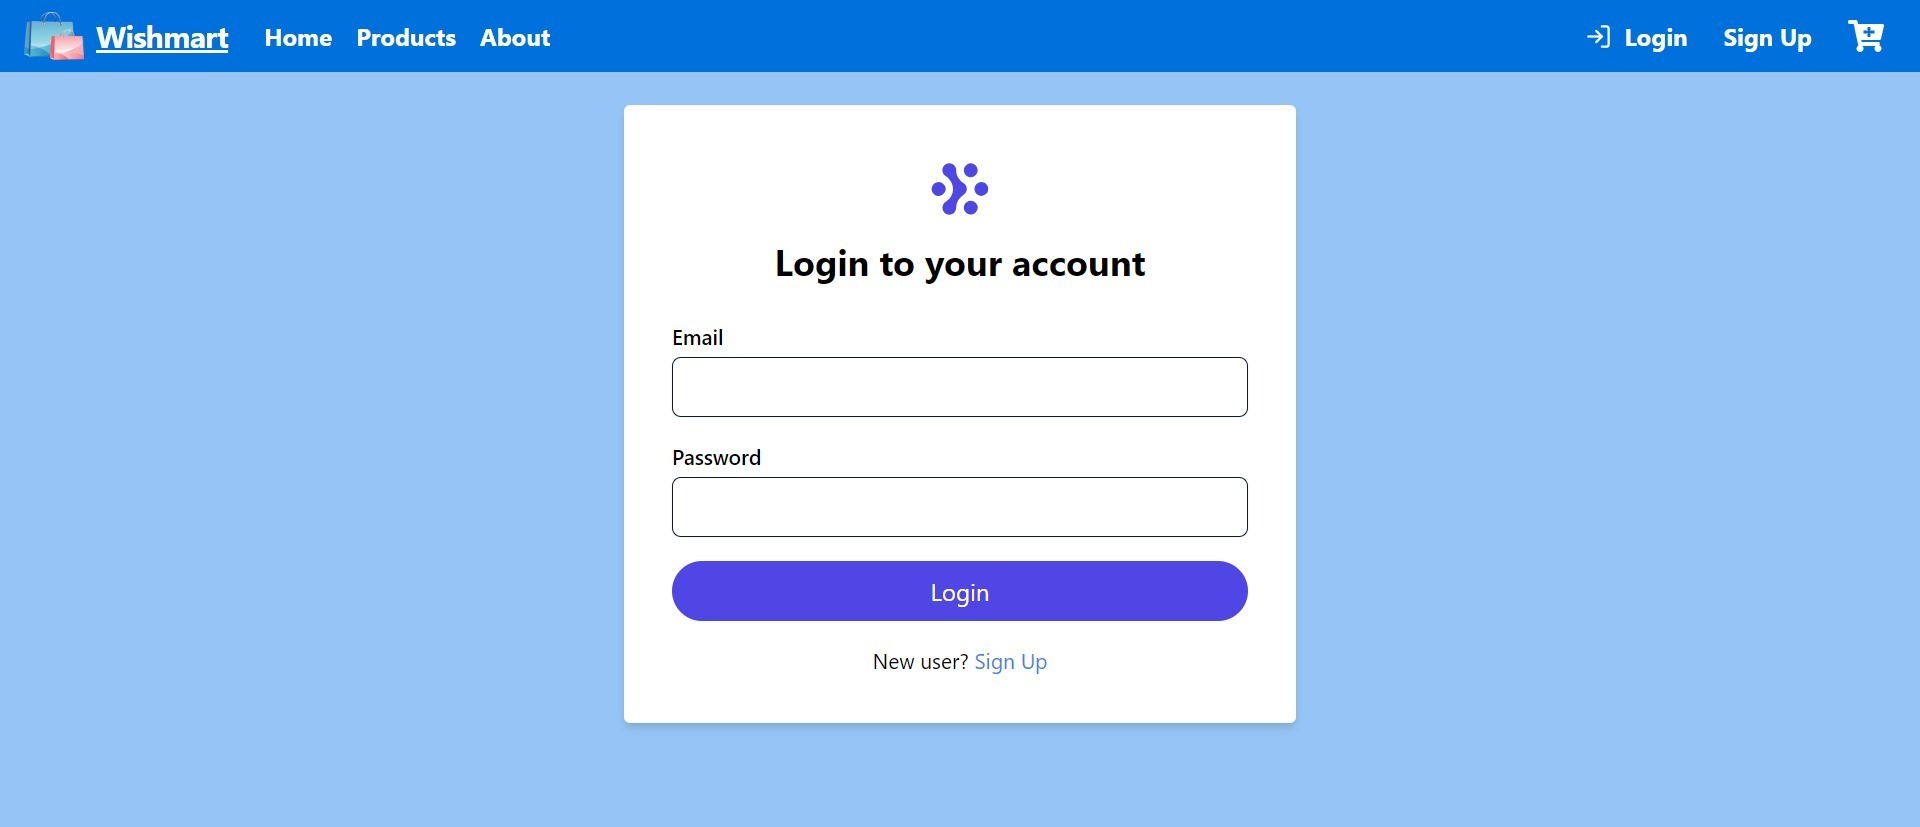 Wishmart Home Products About Login Sign Up
Login to your account
Email
Password
Login
New user? Sign Up